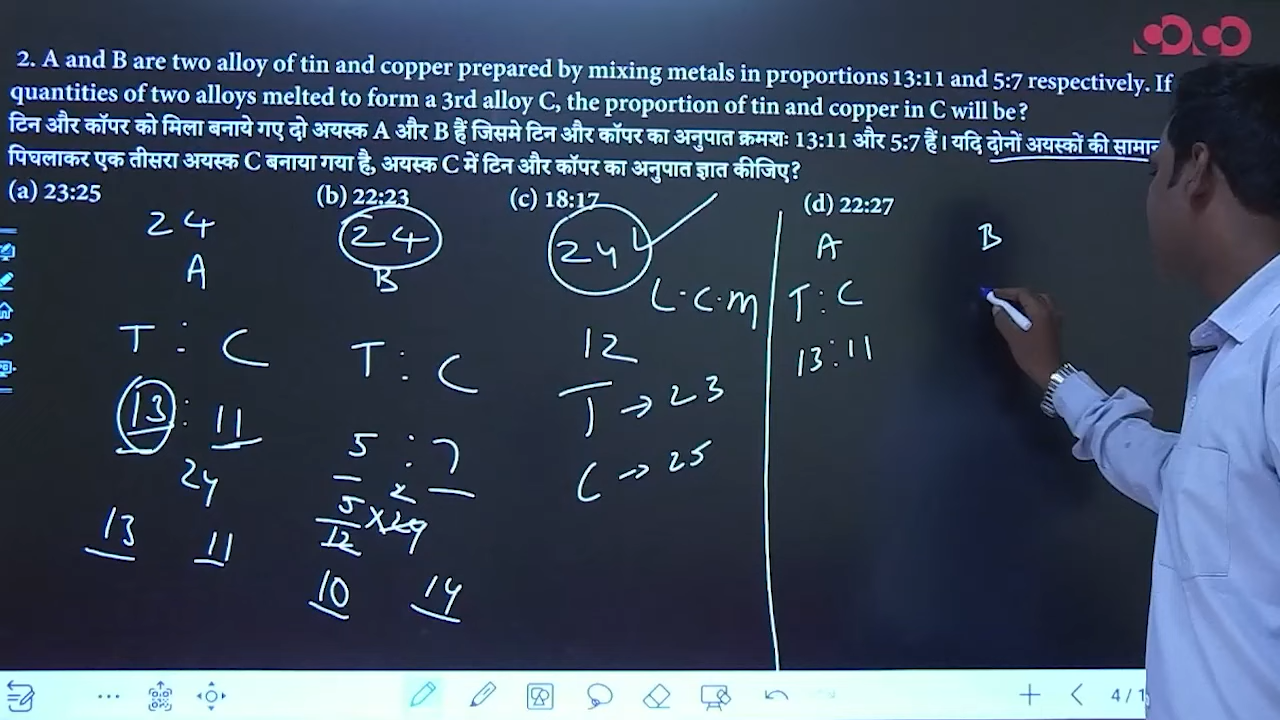 2. A and B are two alloy of tin and copper prepared by mixing metals in proportions 13:11 and 5:7 respectively. If
quantities of two alloys melted to form a 3rd alloy C, the proportion of tin and copper in C will be?
टिन और कॉपर को मिला बनाये गए दो अयस्क A और B हैं जिसमे टिन और कॉपर का अनुपात क्रमशः 13:11 और 5:7 हैं। यदि दोनों अयस्कों की सामान
पिघलाकर एक तीसरा अयस्क C बनाया गया है, अयस्क C में टिन और कॉपर का अनुपात ज्ञात कीजिए?
(a) 23:25 (b) 22:23 (c) 18:17 (d) 22:27
24 24 24 A B
A B L.C.M T : C
T : C T : C 12 13:11
13 : 11 5 : 7 T → 23
24 2 C → 25
13 11 5/12 × 24
10 14
4 / 1